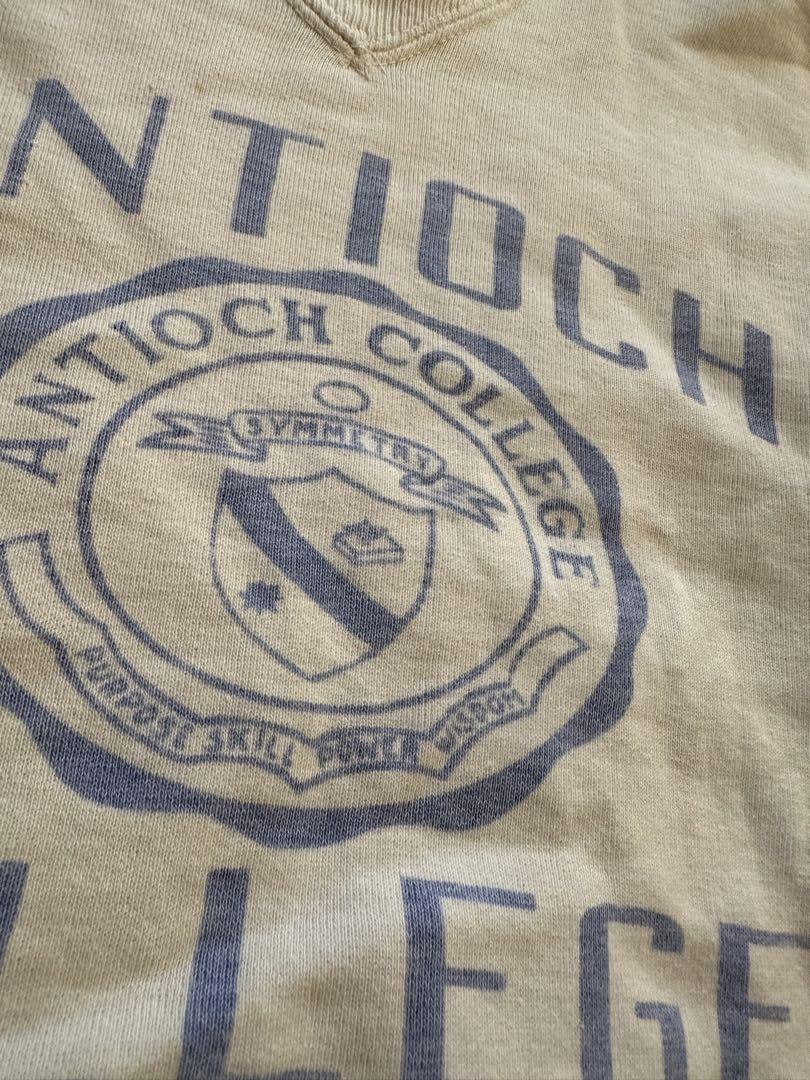 NTIOCH
ANTIOCH COLLEGE
SYMMETRY
PURPOSE SKILL POWER WISDOM
LLEGE